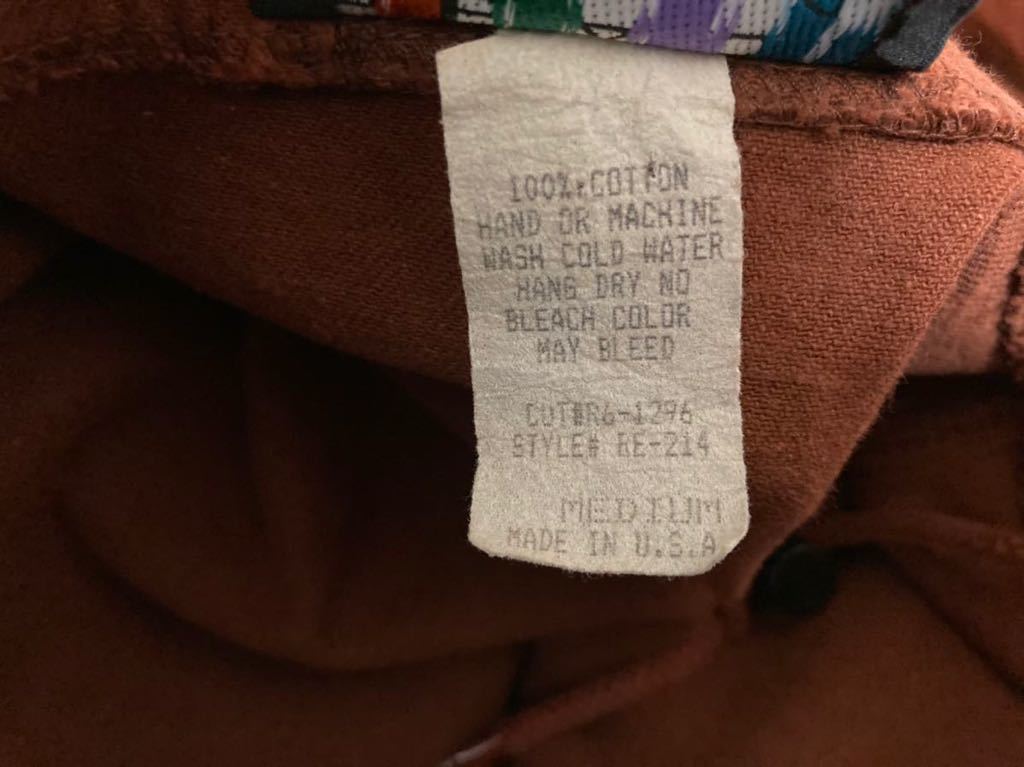 100% COTTON
HAND OR MACHINE
WASH COLD WATER
HANG DRY NO
BLEACH COLOR
MAY BLEED
CUT#R6-1296
STYLE# RE-214
MEDIUM
MADE IN U.S.A